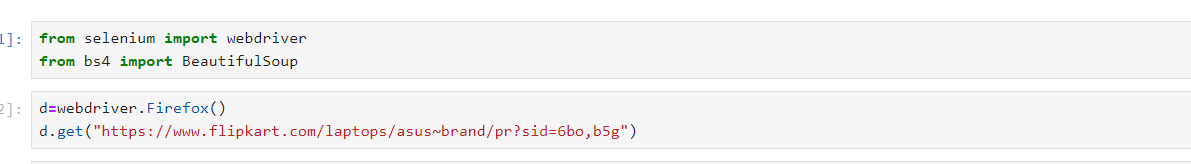 1]:
from selenium import webdriver
from bs4 import BeautifulSoup
2]:
d=webdriver.Firefox()
d.get("https://www.flipkart.com/laptops/asus~brand/pr?sid=6bo,b5g")